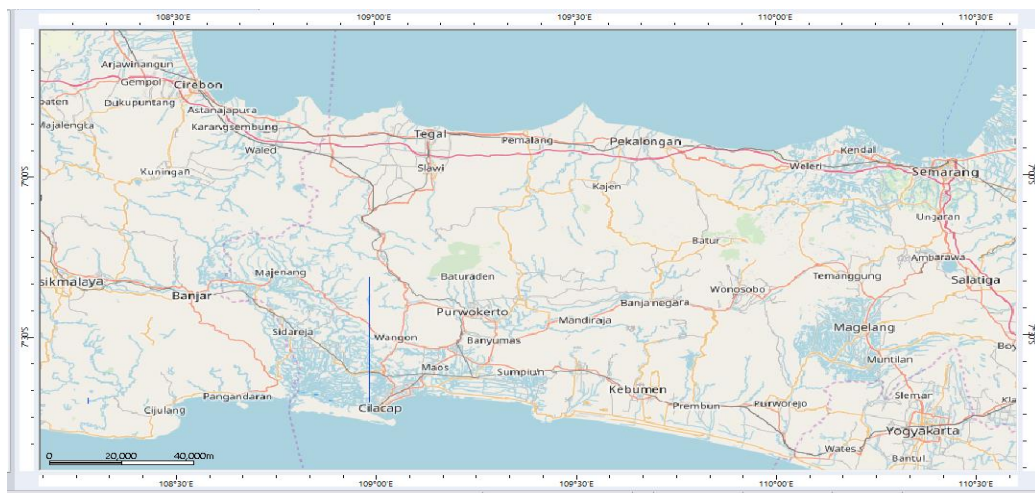 108°30'E 109°00'E 109°30'E 110°00'E 110°30'E
Arjawinangun
Gempol Cirebon
paten Dukupuntang Astanajapura
Majalengka Karangsembung Tegal Pemalang Pekalongan
Waled Kendal
Kuningan Slawi Weleri Semarang
7°0'S 7°0'S
Kajen
Ungaran
Batur
Ambarawa
Majenang Baturaden Temanggung
sikmalaya Wonosobo Salatiga
Banjar Purwokerto Banjarnegara
Sidareja Mandiraja Magelang
7°30'S Wangon Banyumas 7°30'S
Boy
Maos Sumpiuh Muntilan
Kebumen
Pangandaran Cilacap Prembun Purworejo Sleman Kla
Cijulang
Yogyakarta
Wates
Bantul
0 20,000 40,000m
108°30'E 109°00'E 109°30'E 110°00'E 110°30'E